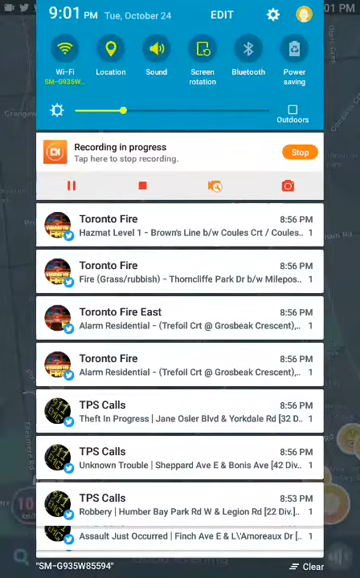 01 PM
9:01 PM Tue, October 24 EDIT
Wi-Fi Location Sound Screen rotation Bluetooth Power saving
SM-G935W..
Outdoors
Recording in progress
Tap here to stop recording.
Stop
Toronto Fire 8:56 PM
Hazmat Level 1 - Brown's Line b/w Coules Crt / Coules.. 1
Toronto Fire 8:56 PM
Fire (Grass/rubbish) - Thorncliffe Park Dr b/w Milepos.. 1
Toronto Fire East 8:56 PM
Alarm Residential - (Trefoil Crt @ Grosbeak Crescent),.. 1
Toronto Fire 8:56 PM
Alarm Residential - (Trefoil Crt @ Grosbeak Crescent),.. 1
TPS Calls 8:56 PM
Theft In Progress | Jane Osler Blvd & Yorkdale Rd [32 D.. 1
TPS Calls 8:56 PM
Unknown Trouble | Sheppard Ave E & Bonis Ave [42 Div.. 1
TPS Calls 8:53 PM
Robbery | Humber Bay Park Rd W & Legion Rd [22 Div.].. 1
Assault Just Occurred | Finch Ave E & L\'Amoreaux Dr [.. 1
"SM-G935W85594" Clear